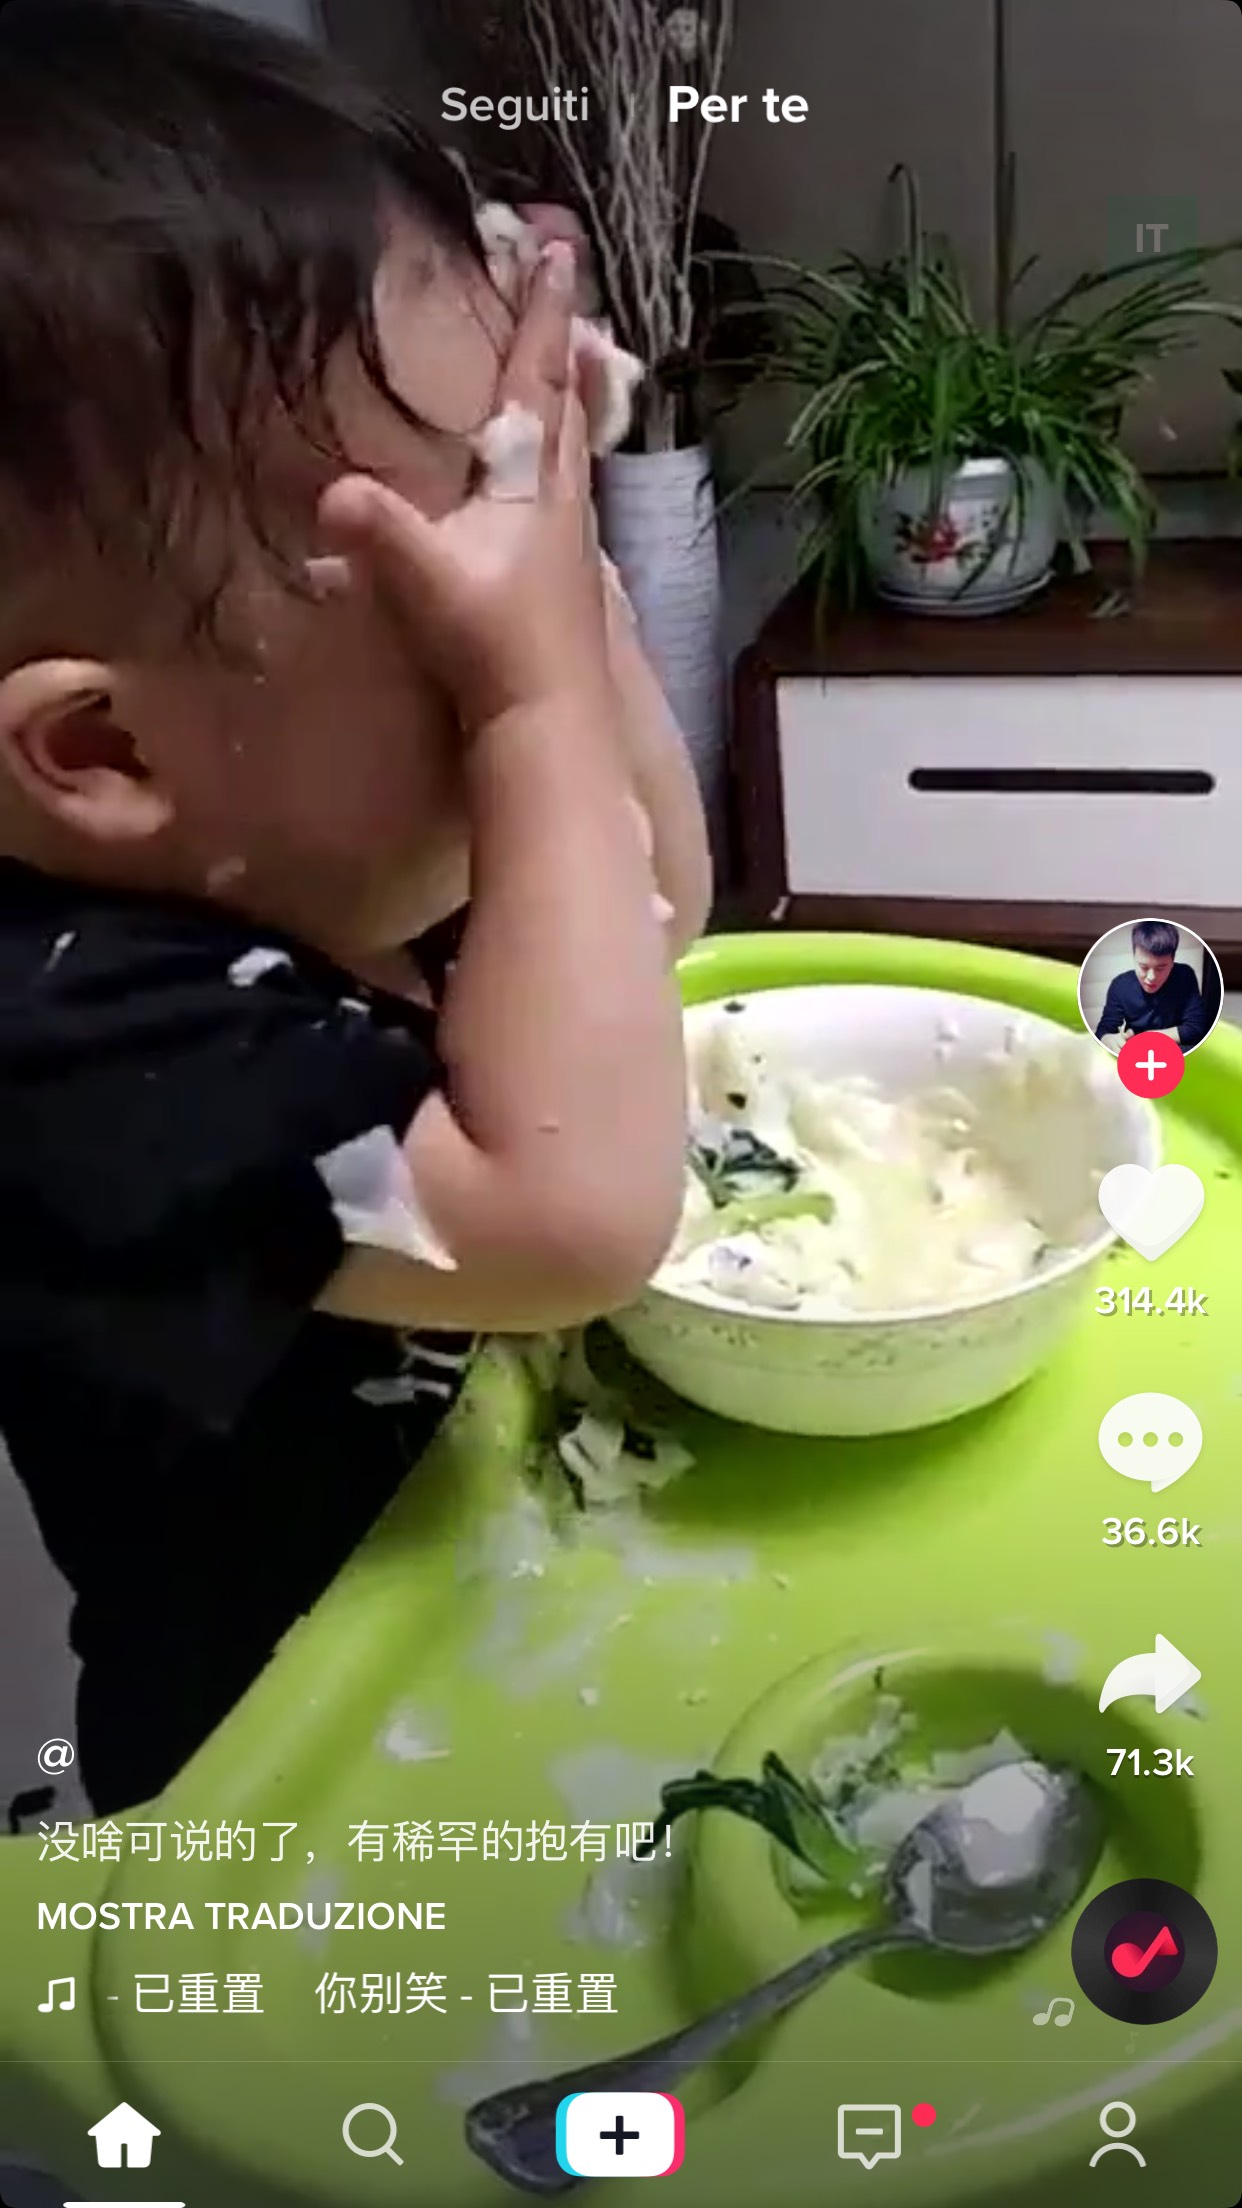 Seguiti
Per te
IT
314.4k
36.6k
71.3k
@
没啥可说的了，有稀罕的抱有吧！
MOSTRA TRADUZIONE
- 已重置 你别笑 - 已重置